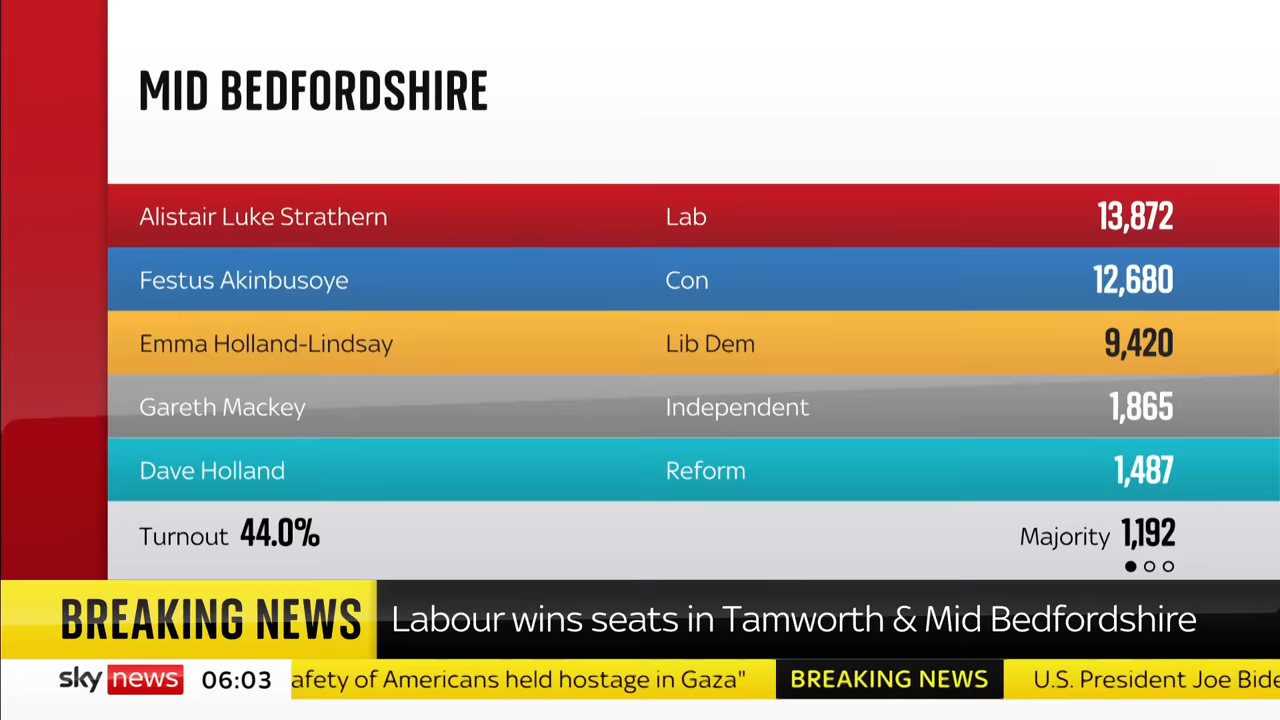 MID BEDFORDSHIRE
Alistair Luke Strathern Lab 13,872
Festus Akinbusoye Con 12,680
Emma Holland-Lindsay Lib Dem 9,420
Gareth Mackey Independent 1,865
Dave Holland Reform 1,487
Turnout 44.0% Majority 1,192
BREAKING NEWS Labour wins seats in Tamworth & Mid Bedfordshire
sky news 06:03 afety of Americans held hostage in Gaza" BREAKING NEWS U.S. President Joe Bide